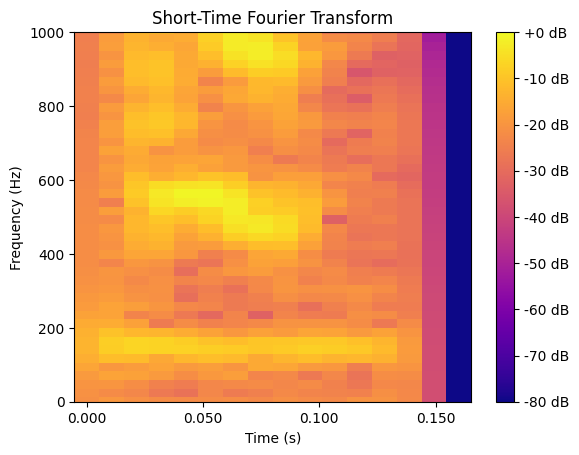 Short-Time Fourier Transform
1000
800
600
400
200
0
Frequency (Hz)
0.000
0.050
0.100
0.150
Time (s)
+0 dB
-10 dB
-20 dB
-30 dB
-40 dB
-50 dB
-60 dB
-70 dB
-80 dB